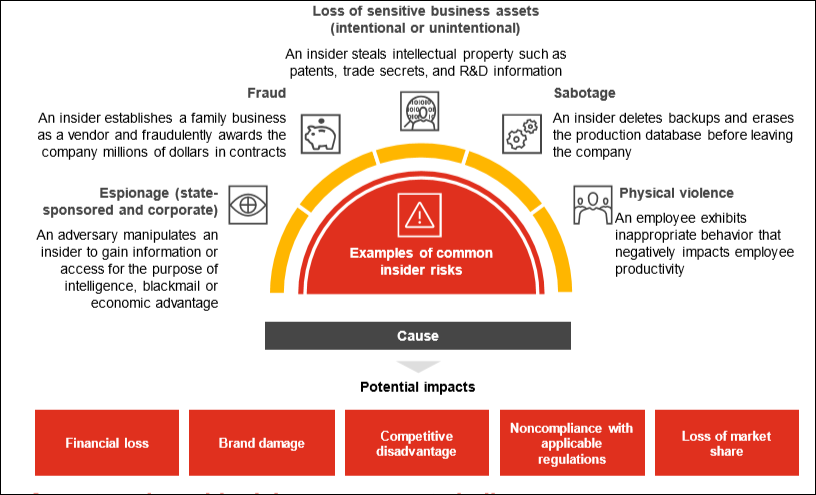 Loss of sensitive business assets
(intentional or unintentional)
An insider steals intellectual property such as
patents, trade secrets, and R&D information
Fraud
An insider establishes a family business
as a vendor and fraudulently awards the
company millions of dollars in contracts
Sabotage
An insider deletes backups and erases
the production database before leaving
the company
Espionage (state-
sponsored and corporate)
An adversary manipulates an
insider to gain information or
access for the purpose of
intelligence, blackmail or
economic advantage
Physical violence
An employee exhibits
inappropriate behavior that
negatively impacts employee
productivity
Examples of common
insider risks
Cause
Potential impacts
Financial loss
Brand damage
Competitive
disadvantage
Noncompliance with
applicable
regulations
Loss of market
share